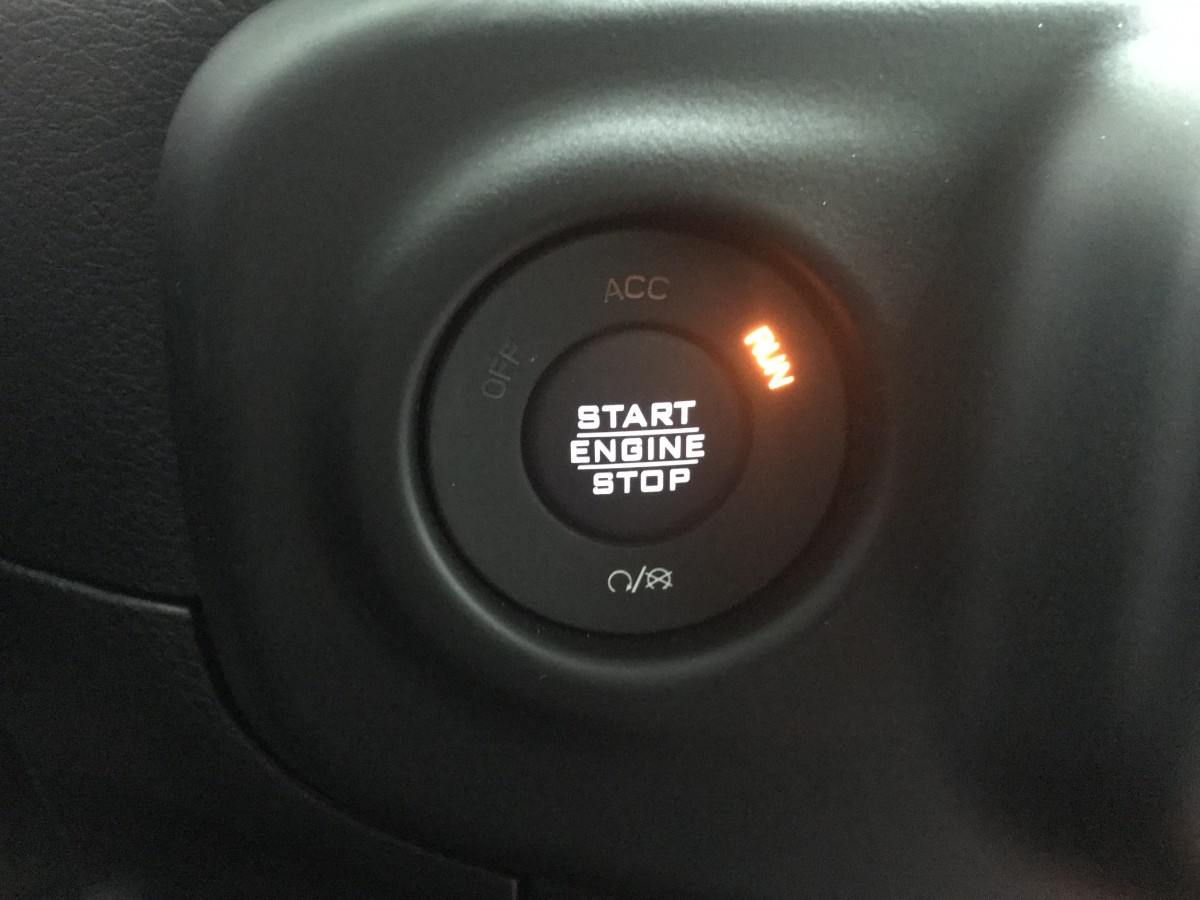 ACC
OFF
RUN
START
ENGINE
STOP